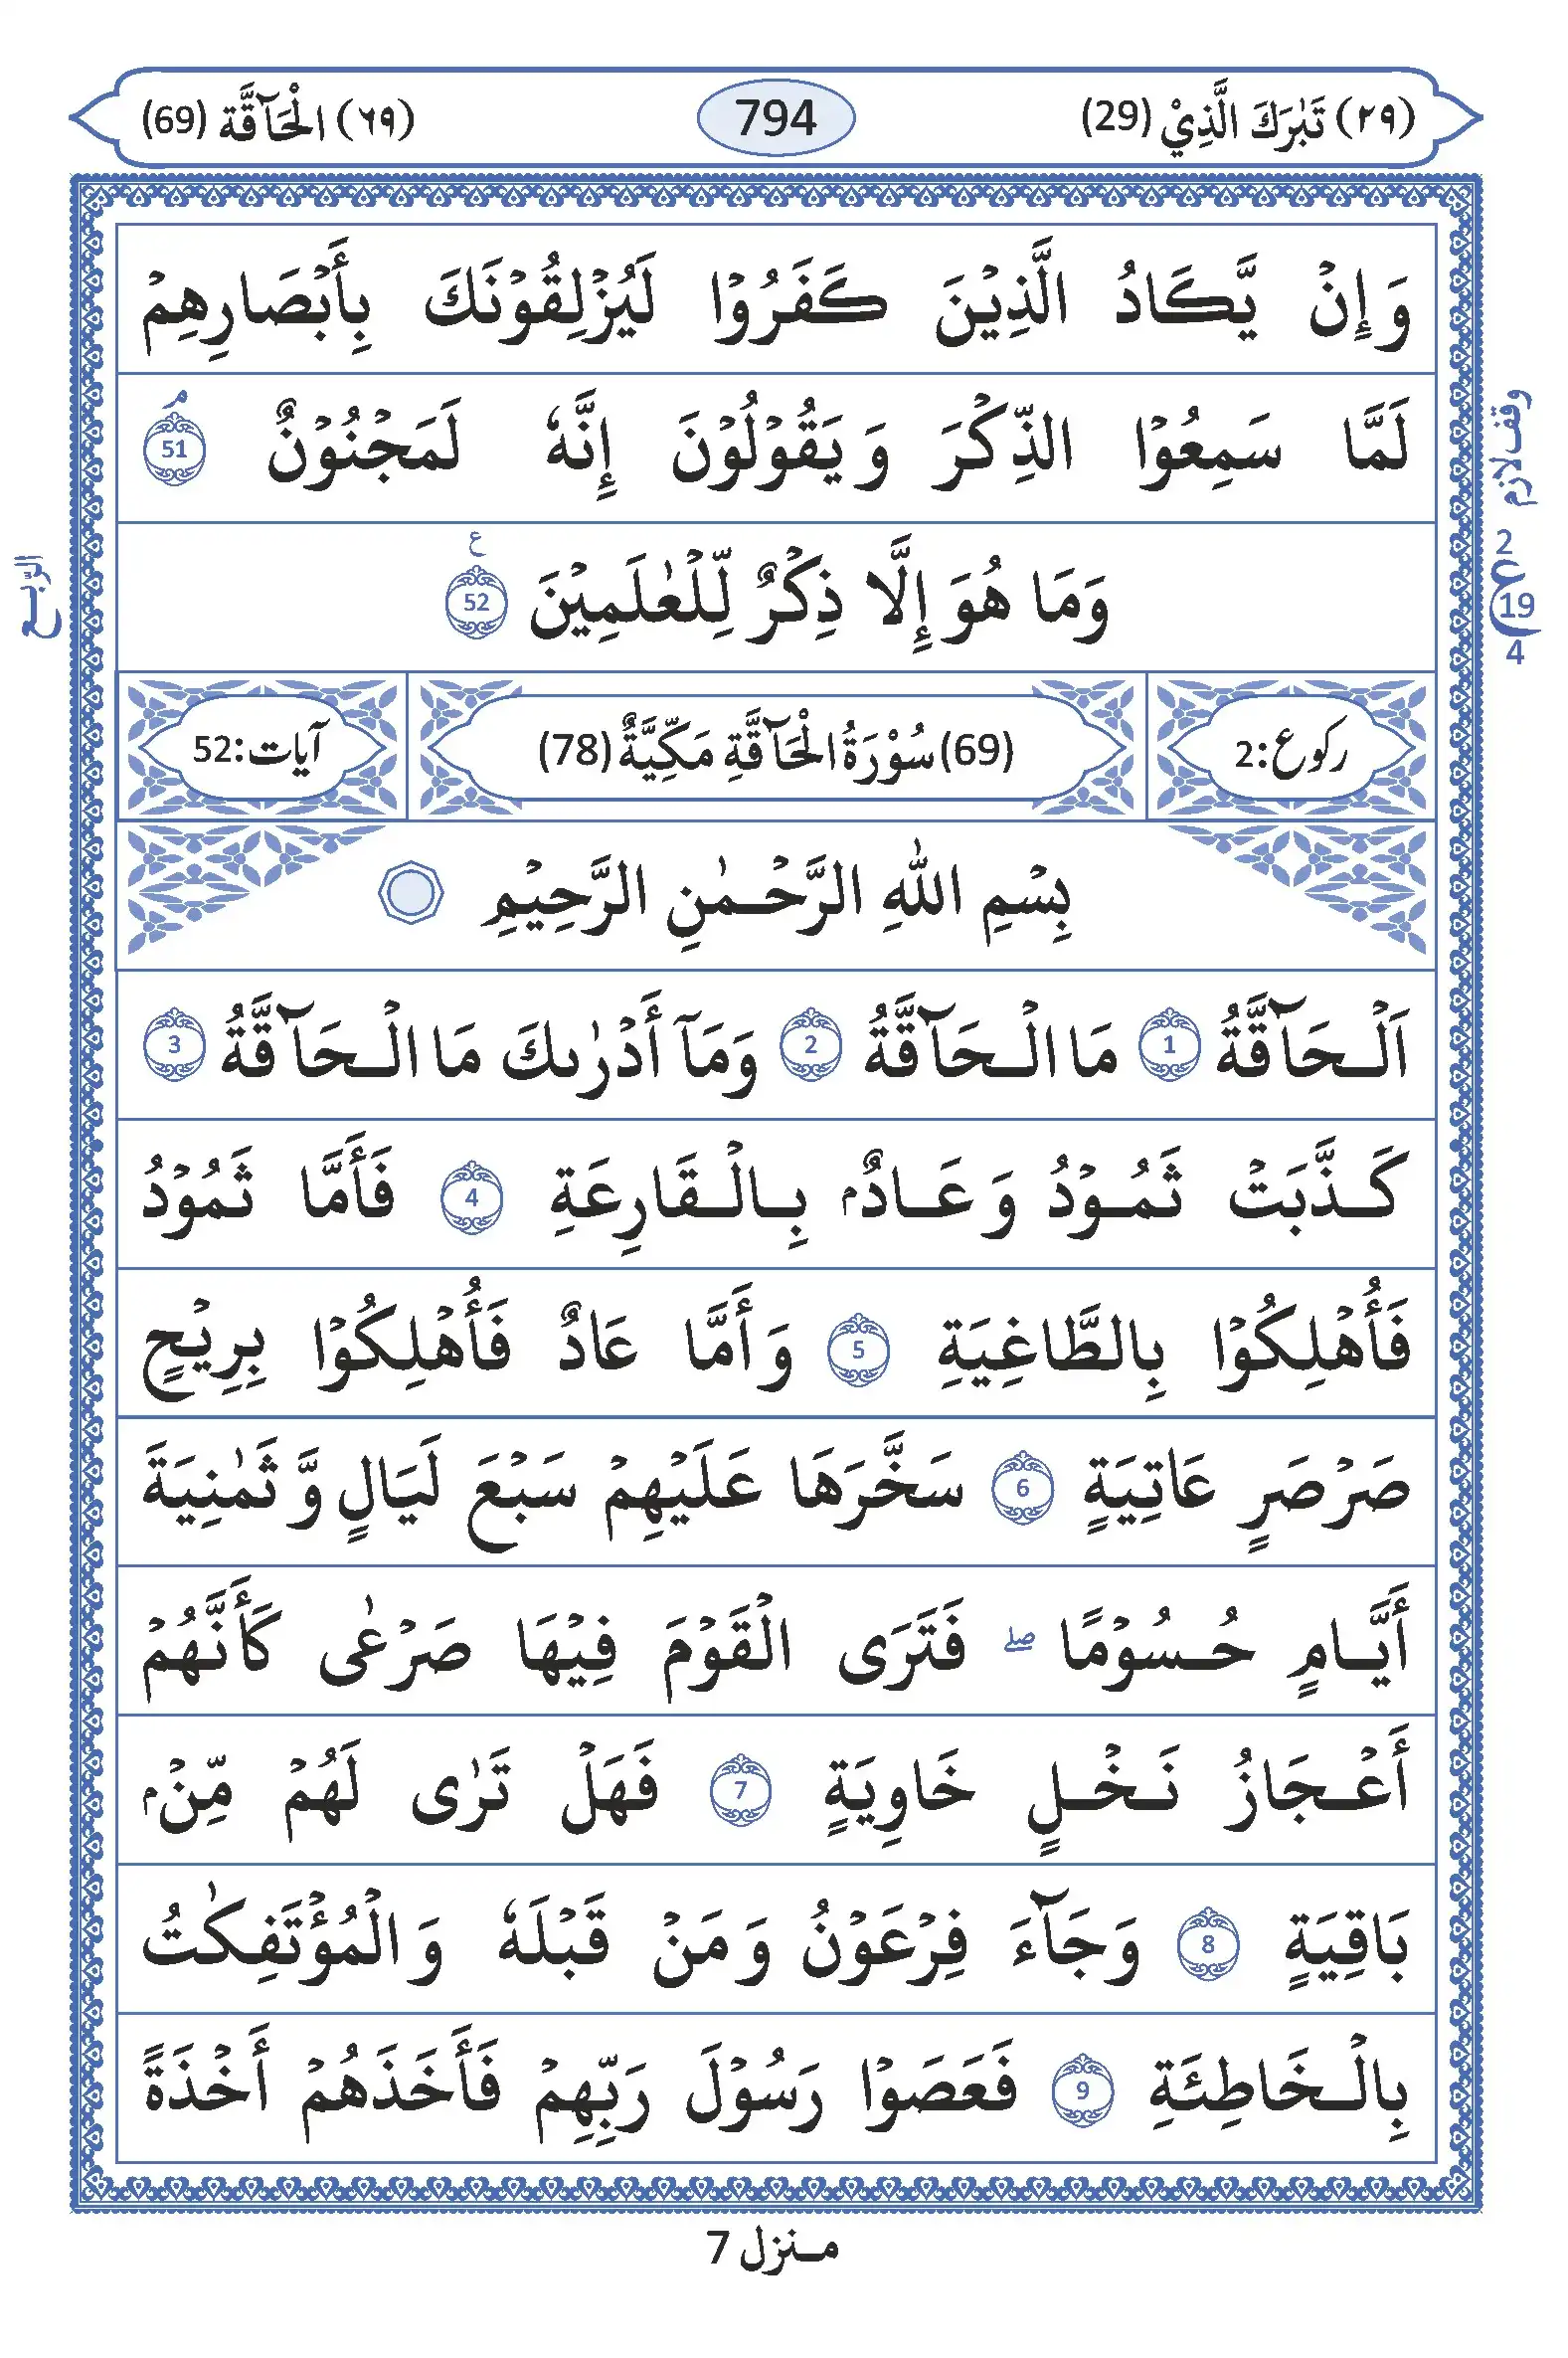 (٢٩) تَبٰرَكَ الَّذِيْ (29) 794 (٦٩) الْحَآقَّة (69)
وَإِنْ يَّكَادُ الَّذِيْنَ كَفَرُوْا لَيُزْلِقُوْنَكَ بِأَبْصَارِهِمْ
لَمَّا سَمِعُوْا الذِّكْرَ وَيَقُوْلُوْنَ إِنَّهٗ لَمَجْنُوْنٌ 51 ۘ
وقف لازم
وَمَا هُوَ إِلَّا ذِكْرٌ لِّلْعٰلَمِيْنَ 52 ع
2
ع 19
4
الربع
رکوع:2 (69) سُوْرَةُ الْحَآقَّةِ مَكِّيَّةٌ (78) آیات:52
بِسْمِ اللّٰهِ الرَّحْمٰنِ الرَّحِيْمِ
اَلْحَآقَّةُ 1 مَا الْحَآقَّةُ 2 وَمَآ أَدْرٰىكَ مَا الْحَآقَّةُ 3
كَذَّبَتْ ثَمُوْدُ وَعَادٌۢ بِالْقَارِعَةِ 4 فَأَمَّا ثَمُوْدُ
فَأُهْلِكُوْا بِالطَّاغِيَةِ 5 وَأَمَّا عَادٌ فَأُهْلِكُوْا بِرِيْحٍ
صَرْصَرٍ عَاتِيَةٍ 6 سَخَّرَهَا عَلَيْهِمْ سَبْعَ لَيَالٍ وَّثَمٰنِيَةَ
أَيَّامٍ حُسُوْمًا ۖ فَتَرَى الْقَوْمَ فِيْهَا صَرْعٰى كَأَنَّهُمْ
أَعْجَازُ نَخْلٍ خَاوِيَةٍ 7 فَهَلْ تَرٰى لَهُمْ مِّنْۢ
بَاقِيَةٍ 8 وَجَآءَ فِرْعَوْنُ وَمَنْ قَبْلَهٗ وَالْمُؤْتَفِكٰتُ
بِالْخَاطِئَةِ 9 فَعَصَوْا رَسُوْلَ رَبِّهِمْ فَأَخَذَهُمْ أَخْذَةً
منزل 7